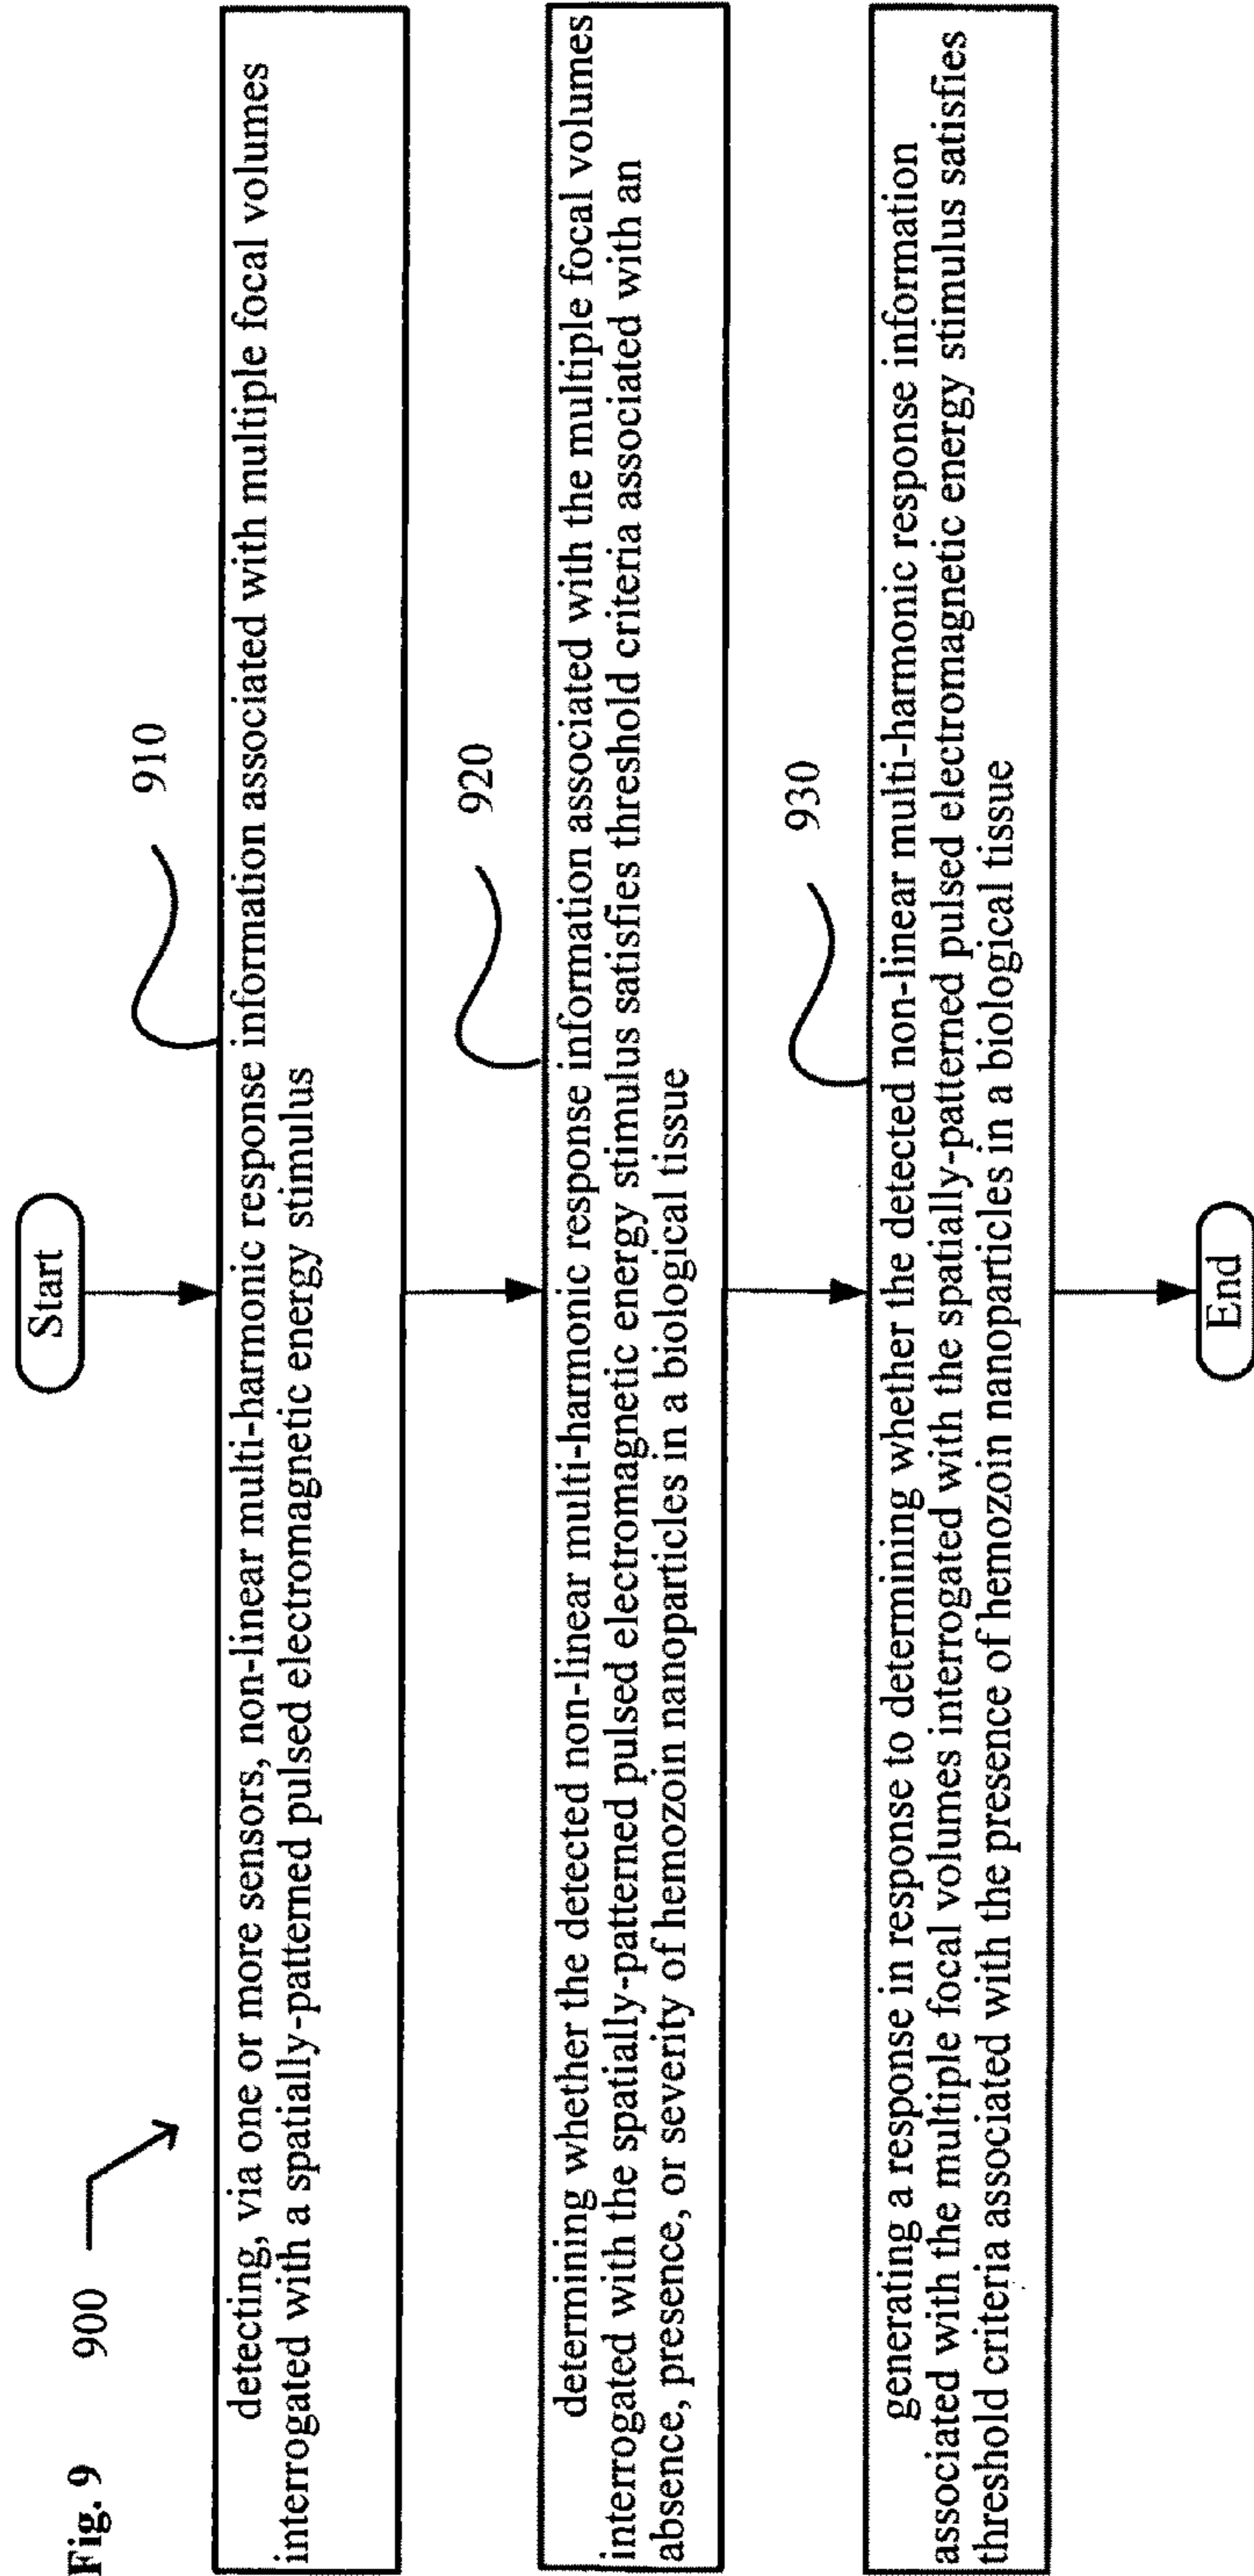 Fig. 9
900
Start
910
detecting, via one or more sensors, non-linear multi-harmonic response information associated with multiple focal volumes
interrogated with a spatially-patterned pulsed electromagnetic energy stimulus
920
determining whether the detected non-linear multi-harmonic response information associated with the multiple focal volumes
interrogated with the spatially-patterned pulsed electromagnetic energy stimulus satisfies threshold criteria associated with an
absence, presence, or severity of hemozoin nanoparticles in a biological tissue
930
generating a response in response to determining whether the detected non-linear multi-harmonic response information
associated with the multiple focal volumes interrogated with the spatially-patterned pulsed electromagnetic energy stimulus satisfies
threshold criteria associated with the presence of hemozoin nanoparticles in a biological tissue
End